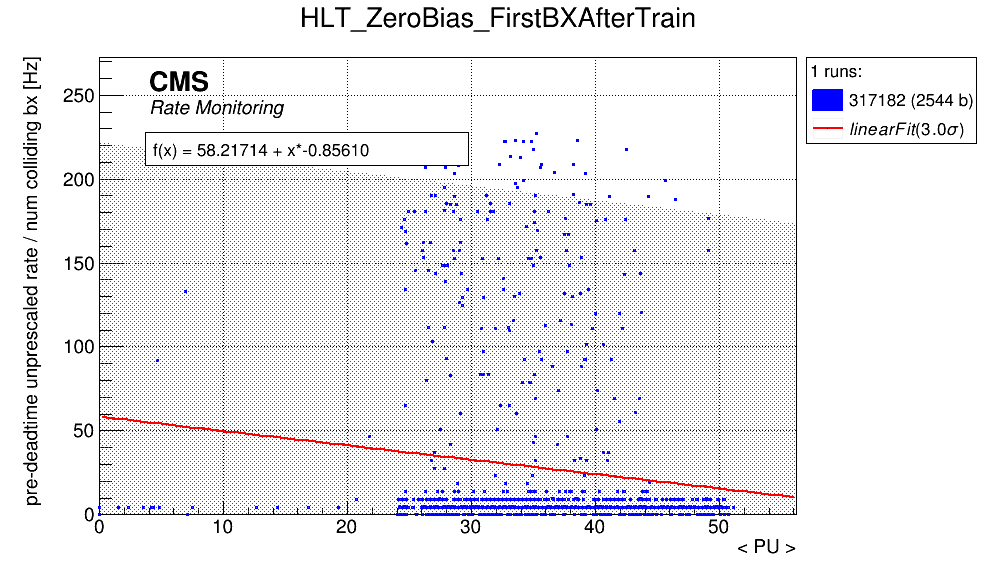 HLT_ZeroBias_FirstBXAfterTrain
pre-deadtime unprescaled rate / num colliding bx [Hz]
CMS
Rate Monitoring
f(x) = 58.21714 + x*-0.85610
250
200
150
100
50
0
0 10 20 30 40 50
< PU >
1 runs:
317182 (2544 b)
linearFit(3.0σ)